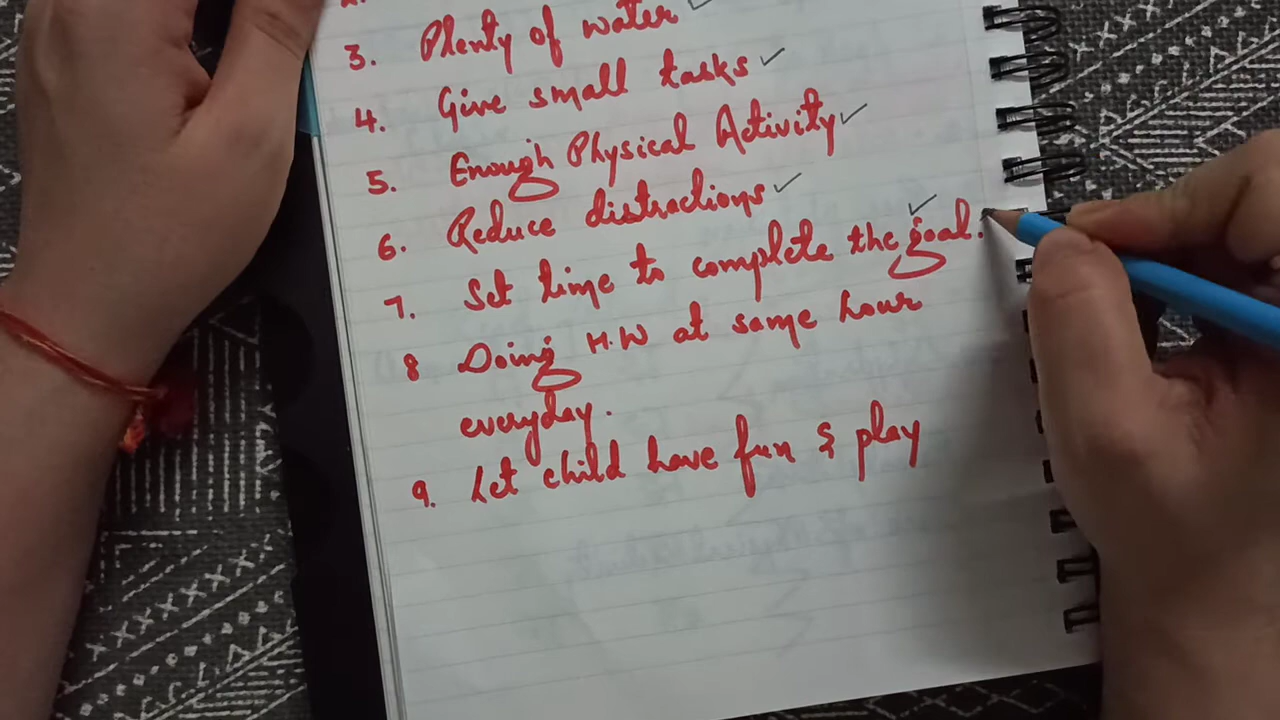 2.
3. Plenty of water
4. Give small tasks
5. Enough Physical Activity
6. Reduce distractions
7. Set time to complete the goal.
8 Doing H.W at same hour
everyday.
9. Let child have fun & play